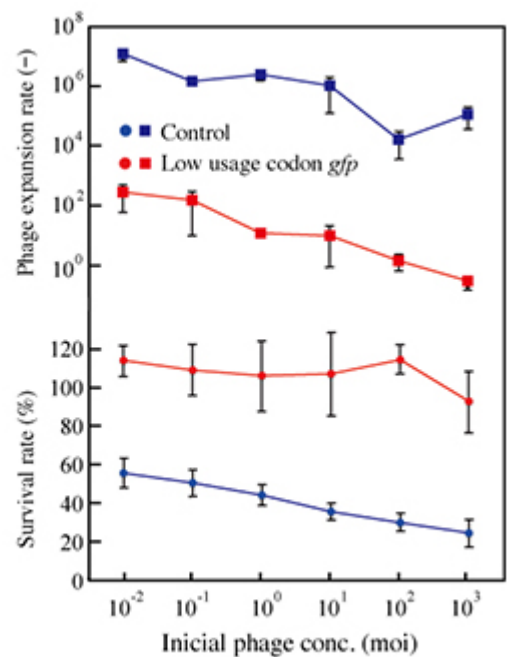 Phage expansion rate (−)
10^8
10^6
10^4
10^2
10^0
Control
Low usage codon gfp
Survival rate (%)
120
100
80
60
40
20
0
10^-2 10^-1 10^0 10^1 10^2 10^3
Inicial phage conc. (moi)